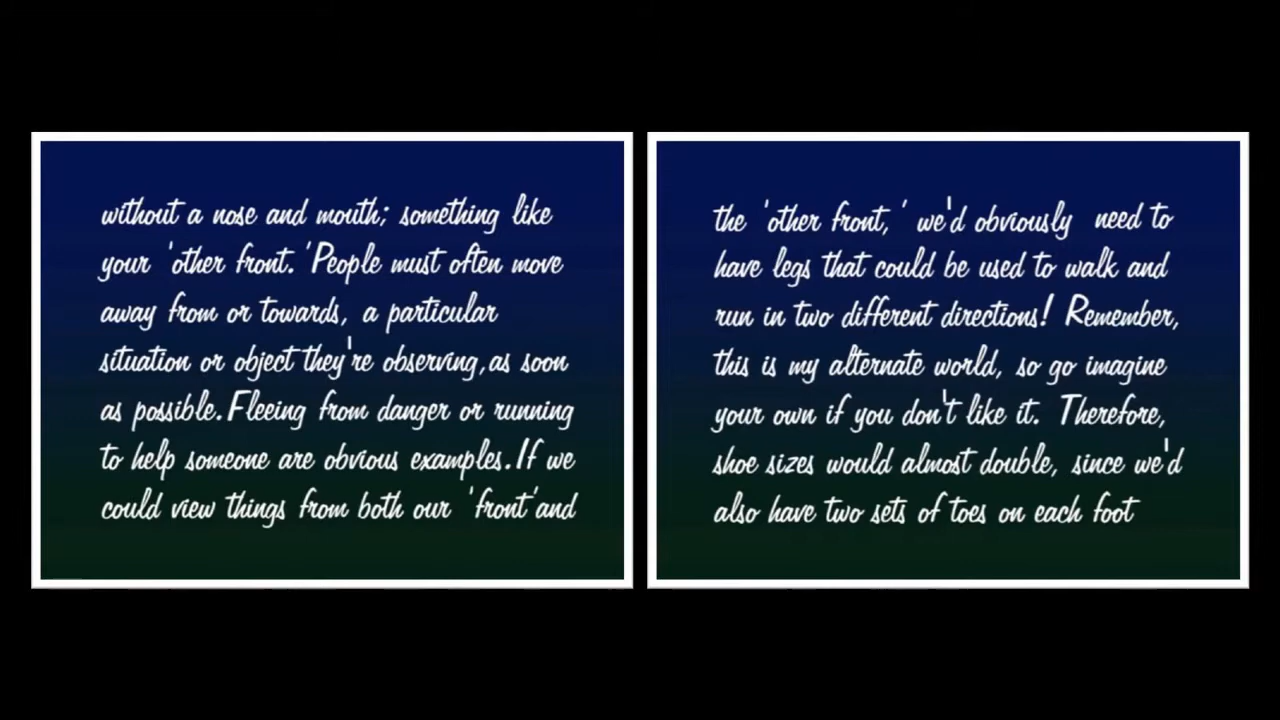 without a nose and mouth; something like
your 'other front. 'People must often move
away from or towards, a particular
situation or object they're observing,as soon
as possible.Fleeing from danger or running
to help someone are obvious examples.If we
could view things from both our 'front'and
the 'other front,' we'd obviously need to
have legs that could be used to walk and
run in two different directions! Remember,
this is my alternate world, so go imagine
your own if you don't like it. Therefore,
shoe sizes would almost double, since we'd
also have two sets of toes on each foot